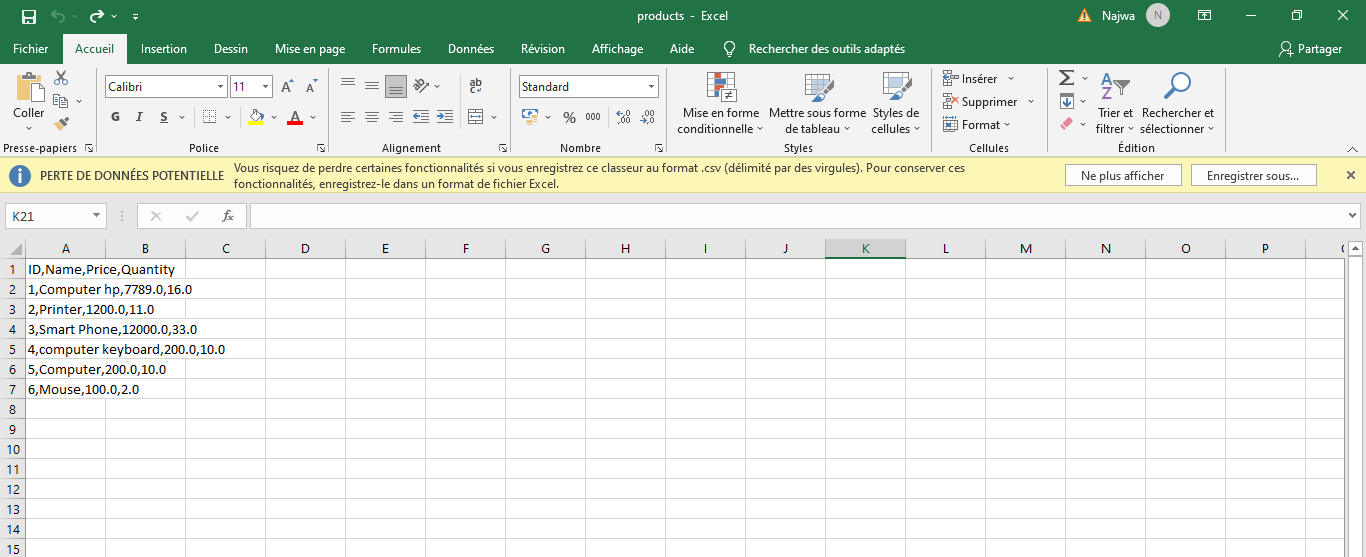 products - Excel
Najwa
N
Fichier Accueil Insertion Dessin Mise en page Formules Données Révision Affichage Aide Rechercher des outils adaptés Partager
Coller
Calibri 11 A A
G I S A
ab
c
Standard
% 000
,00
Mise en forme
conditionnelle
Mettre sous forme
de tableau
Styles de
cellules
Insérer
Supprimer
Format
Σ
AZ
Trier et
filtrer
Rechercher et
sélectionner
Presse-papiers Police Alignement Nombre Styles Cellules Édition
PERTE DE DONNÉES POTENTIELLE Vous risquez de perdre certaines fonctionnalités si vous enregistrez ce classeur au format .csv (délimité par des virgules). Pour conserver ces
fonctionnalités, enregistrez-le dans un format de fichier Excel.
Ne plus afficher Enregistrer sous...
K21 fx
A B C D E F G H I J K L M N O P
1 ID,Name,Price,Quantity
2 1,Computer hp,7789.0,16.0
3 2,Printer,1200.0,11.0
4 3,Smart Phone,12000.0,33.0
5 4,computer keyboard,200.0,10.0
6 5,Computer,200.0,10.0
7 6,Mouse,100.0,2.0
8
9
10
11
12
13
14
15